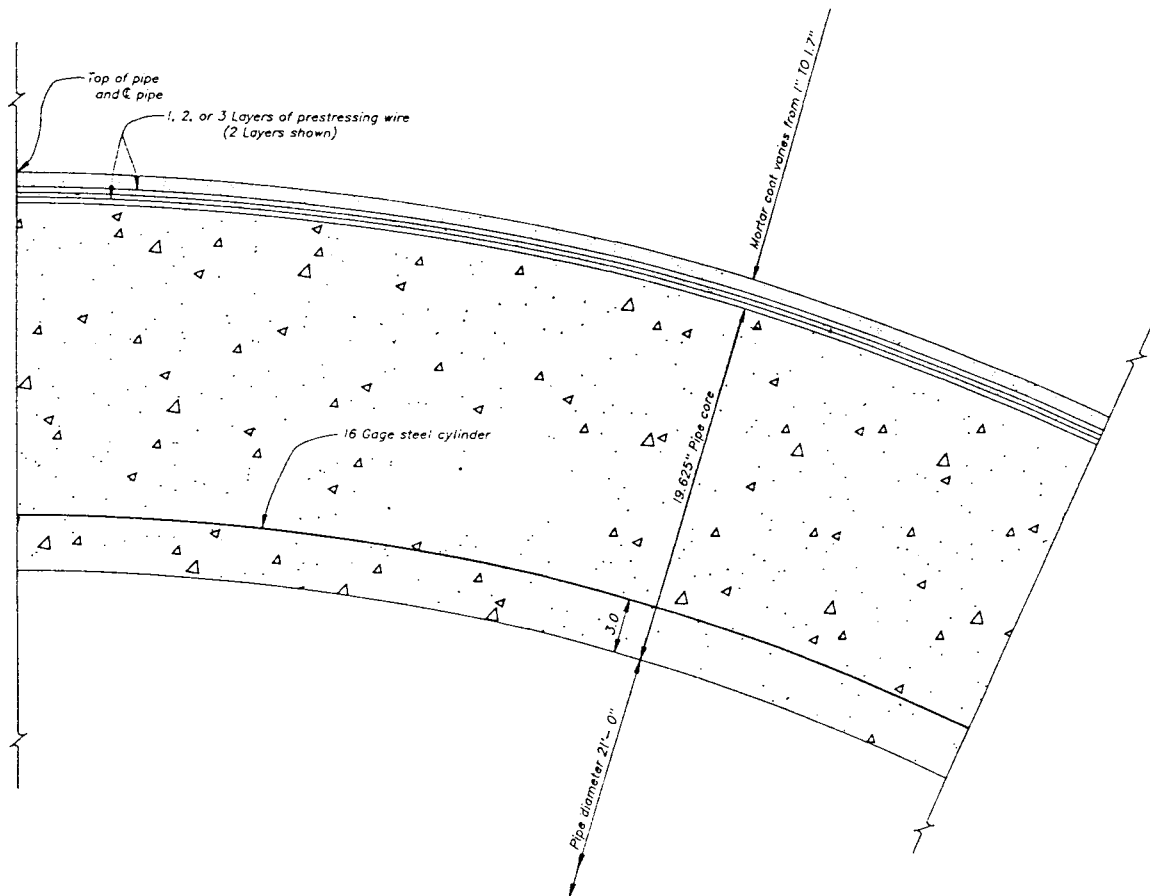 Top of pipe
and ℄ pipe
1, 2, or 3 Layers of prestressing wire
(2 Layers shown)
Mortar coat varies from 1" TO 1.7"
16 Gage steel cylinder
19.625" Pipe core
3.0
Pipe diameter 21'-0"